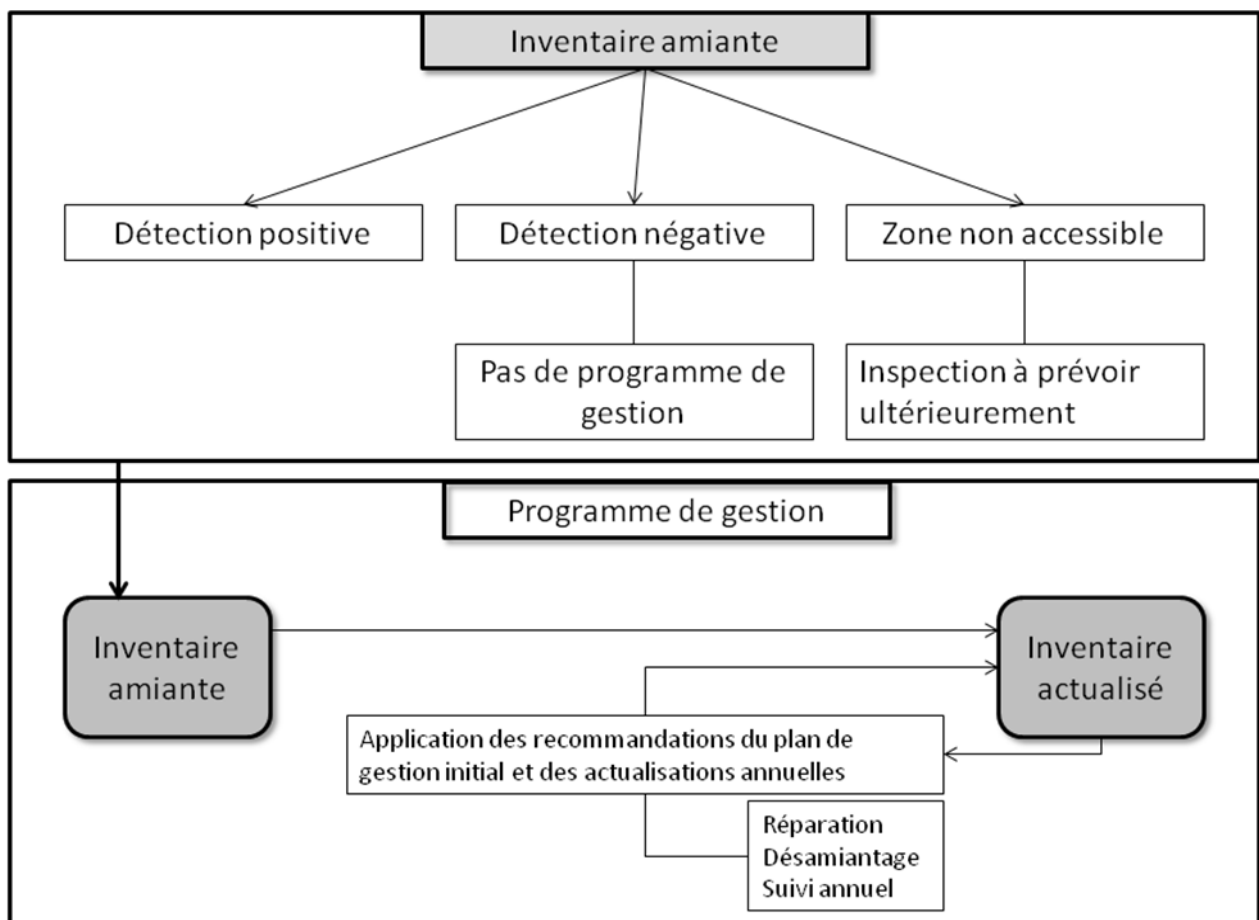 Inventaire amiante
Détection positive
Détection négative
Zone non accessible
Pas de programme de
gestion
Inspection à prévoir
ultérieurement
Programme de gestion
Inventaire
amiante
Inventaire
actualisé
Application des recommandations du plan de
gestion initial et des actualisations annuelles
Réparation
Désamiantage
Suivi annuel